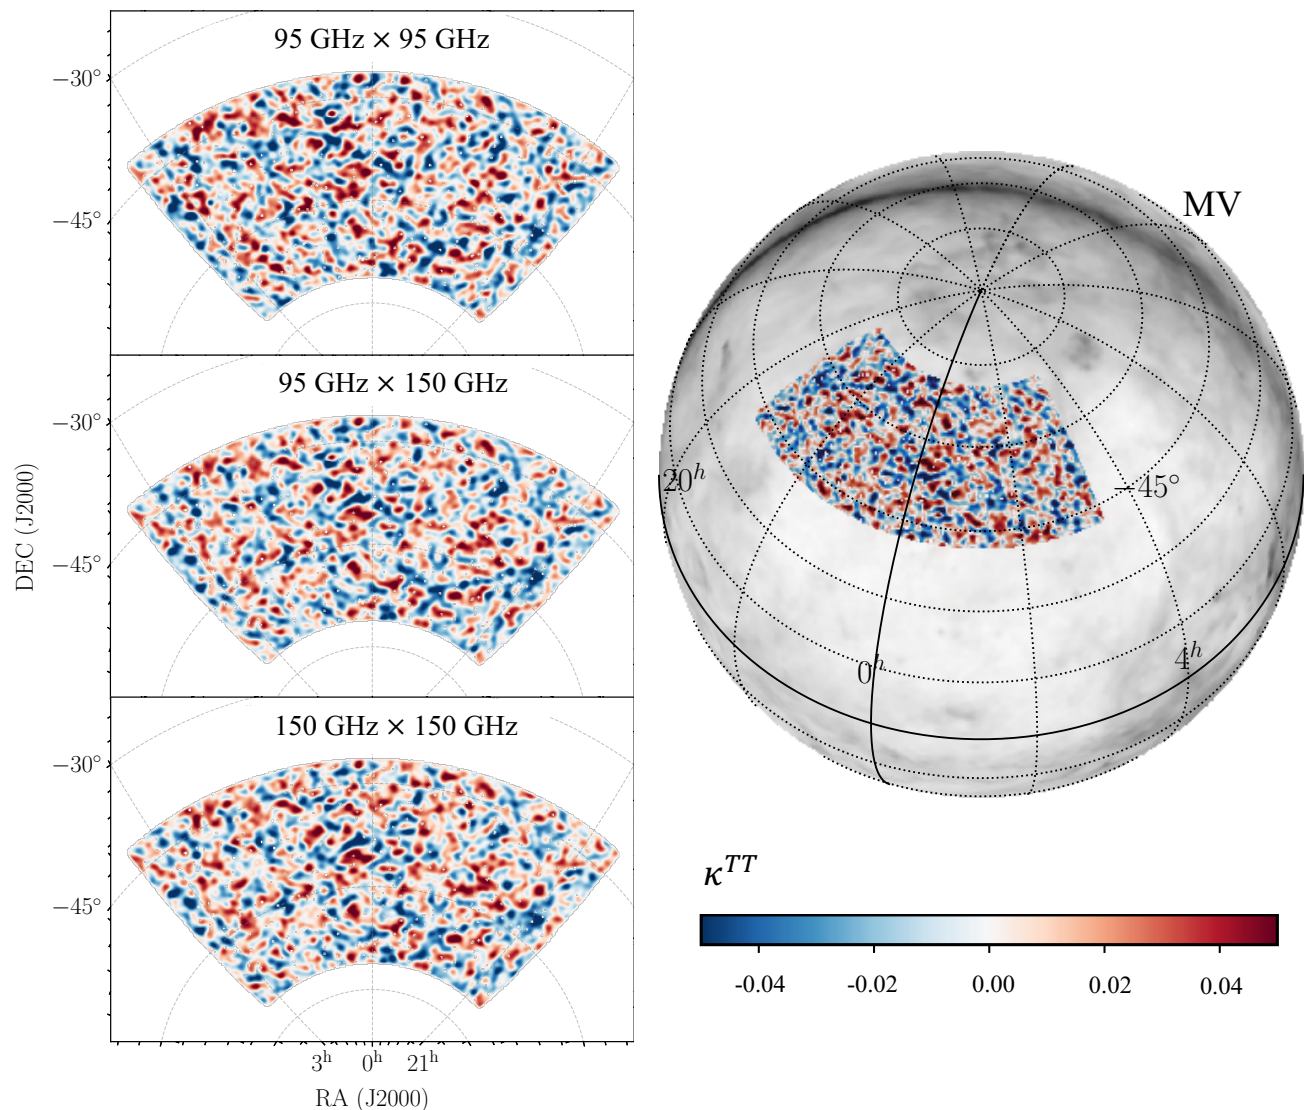 95 GHz × 95 GHz
−30°
−45°
95 GHz × 150 GHz
−30°
−45°
150 GHz × 150 GHz
−30°
−45°
3ʰ 0ʰ 21ʰ
RA (J2000)
DEC (J2000)
MV
20ʰ
−45°
0ʰ
4ʰ
κᵀᵀ
-0.04 -0.02 0.00 0.02 0.04